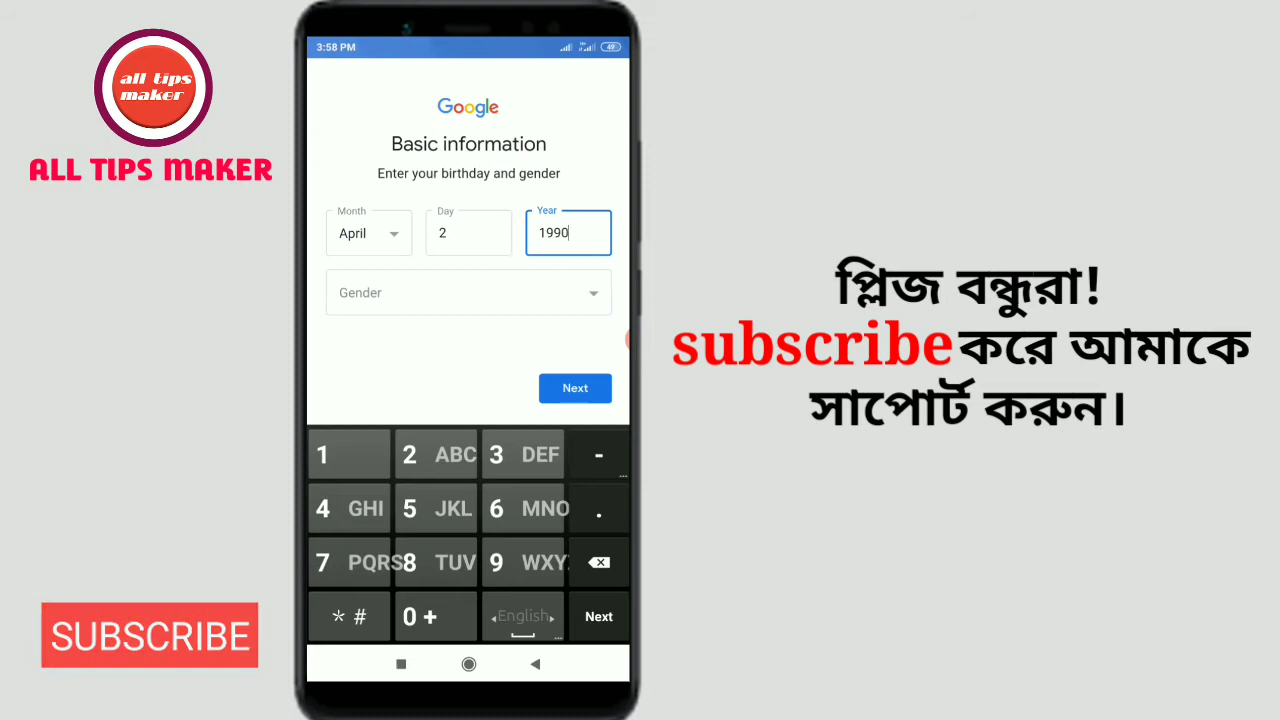 all tips
maker
ALL TIPS MAKER
3:58 PM
49
Google
Basic information
Enter your birthday and gender
Month
Day
Year
April
2
1990
Gender
Next
1
2 ABC
3 DEF
-
4 GHI
5 JKL
6 MNO
.
7 PQRS
8 TUV
9 WXY
* #
0 +
English
Next
প্লিজ বন্ধুরা!
subscribe করে আমাকে
সাপোর্ট করুন।
SUBSCRIBE